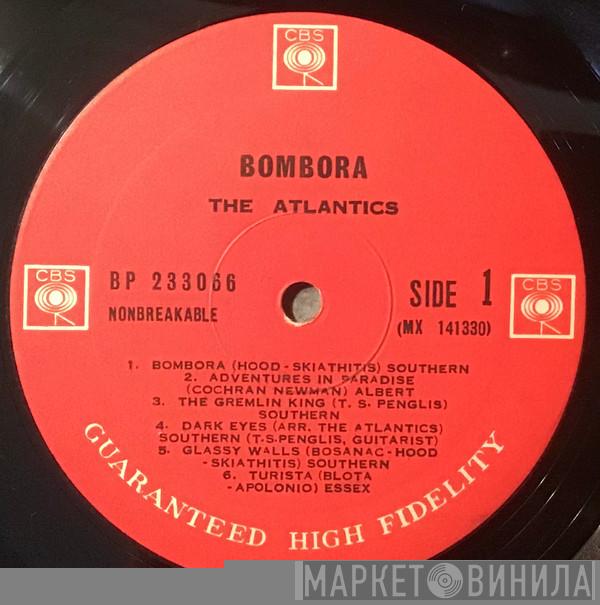 CBS
BOMBORA
THE ATLANTICS
CBS
BP 233066
NONBREAKABLE
SIDE 1
(MX 141330)
CBS
1. BOMBORA (HOOD-SKIATHITIS) SOUTHERN
2. ADVENTURES IN PARADISE
(COCHRAN NEWMAN) ALBERT
3. THE GREMLIN KING (T. S. PENGLIS)
SOUTHERN
4. DARK EYES (ARR. THE ATLANTICS)
SOUTHERN (T.S.PENGLIS, GUITARIST)
5. GLASSY WALLS (BOSANAC-HOOD
-SKIATHITIS) SOUTHERN
6. TURISTA (BLOTA
-APOLONIO) ESSEX
GUARANTEED HIGH FIDELITY
МАРКЕТ ВИНИЛА